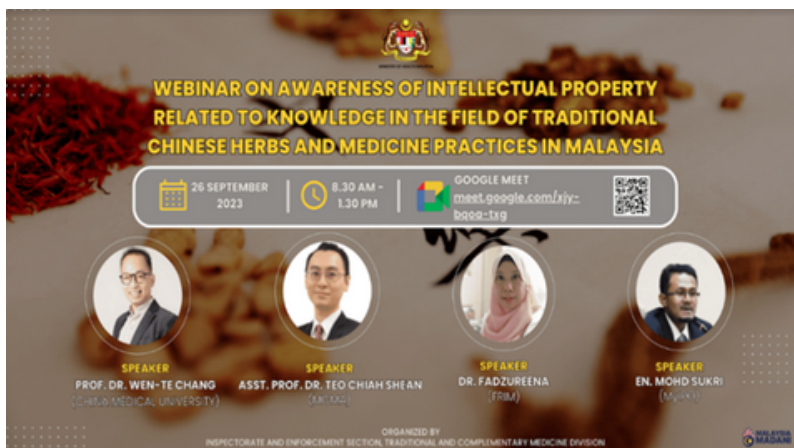 WEBINAR ON AWARENESS OF INTELLECTUAL PROPERTY
RELATED TO KNOWLEDGE IN THE FIELD OF TRADITIONAL
CHINESE HERBS AND MEDICINE PRACTICES IN MALAYSIA
26 SEPTEMBER
2023
8.30 AM -
1.30 PM
GOOGLE MEET
meet.google.com/xjy-
bqoa-txg
SPEAKER
PROF. DR. WEN-TE CHANG
(CHINA MEDICAL UNIVERSITY)
SPEAKER
ASST. PROF. DR. TEO CHIAH SHEAN
SPEAKER
DR. FADZUREENA
(FRIM)
SPEAKER
EN. MOHD SUKRI
(MyIPO)
ORGANIZED BY
INSPECTORATE AND ENFORCEMENT SECTION, TRADITIONAL AND COMPLEMENTARY MEDICINE DIVISION
MALAYSIA
MADANI